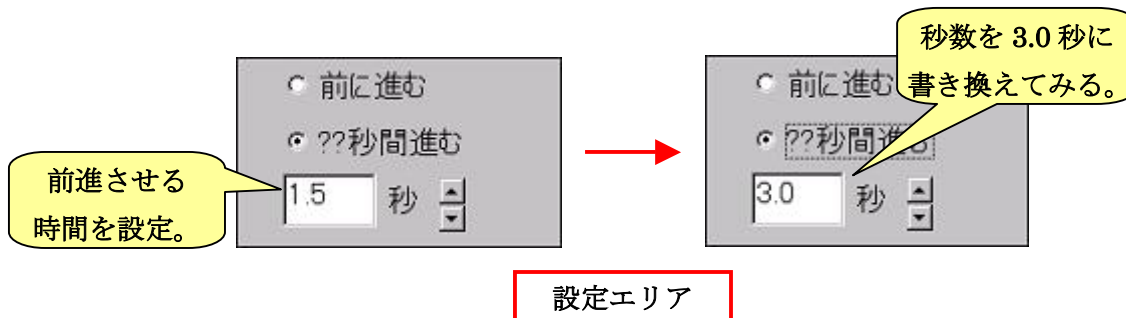 秒数を 3.0 秒に
書き換えてみる。
前に進む
??秒間進む
1.5 秒
前進させる
時間を設定。
前に進む
??秒間進む
3.0 秒
設定エリア